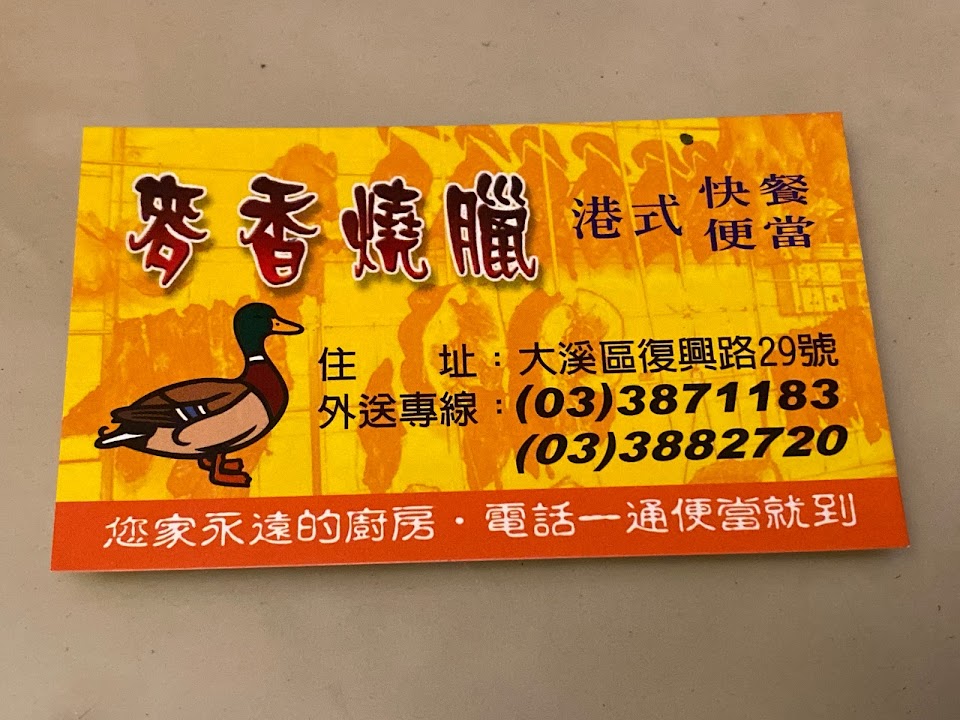 麥香燒臘
港式 快餐
便當
住　　址：大溪區復興路29號
外送專線：(03)3871183
(03)3882720
您家永遠的廚房・電話一通便當就到